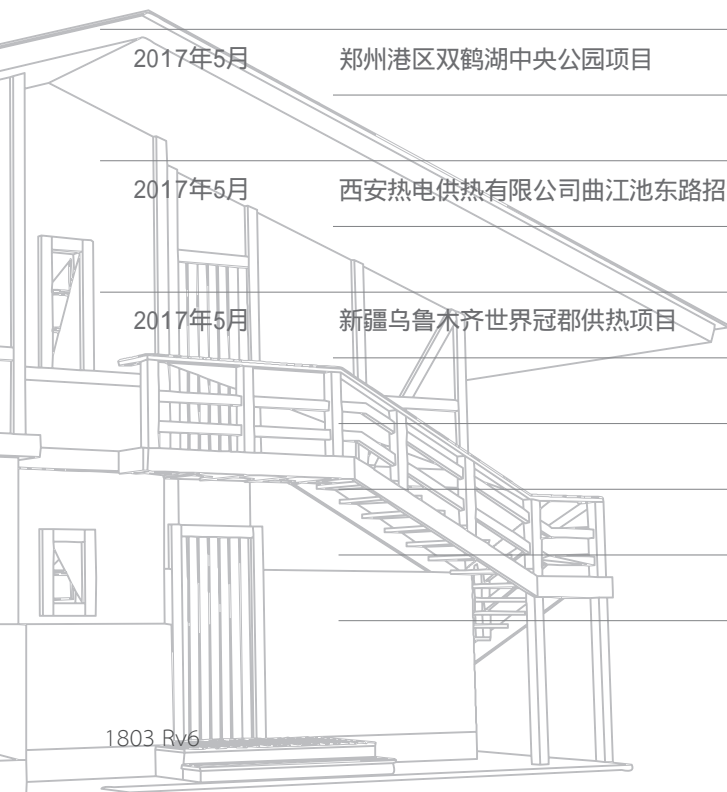 2017年5月 郑州港区双鹤湖中央公园项目
2017年5月 西安热电供热有限公司曲江池东路招
2017年5月 新疆乌鲁木齐世界冠郡供热项目
1803 Rv6